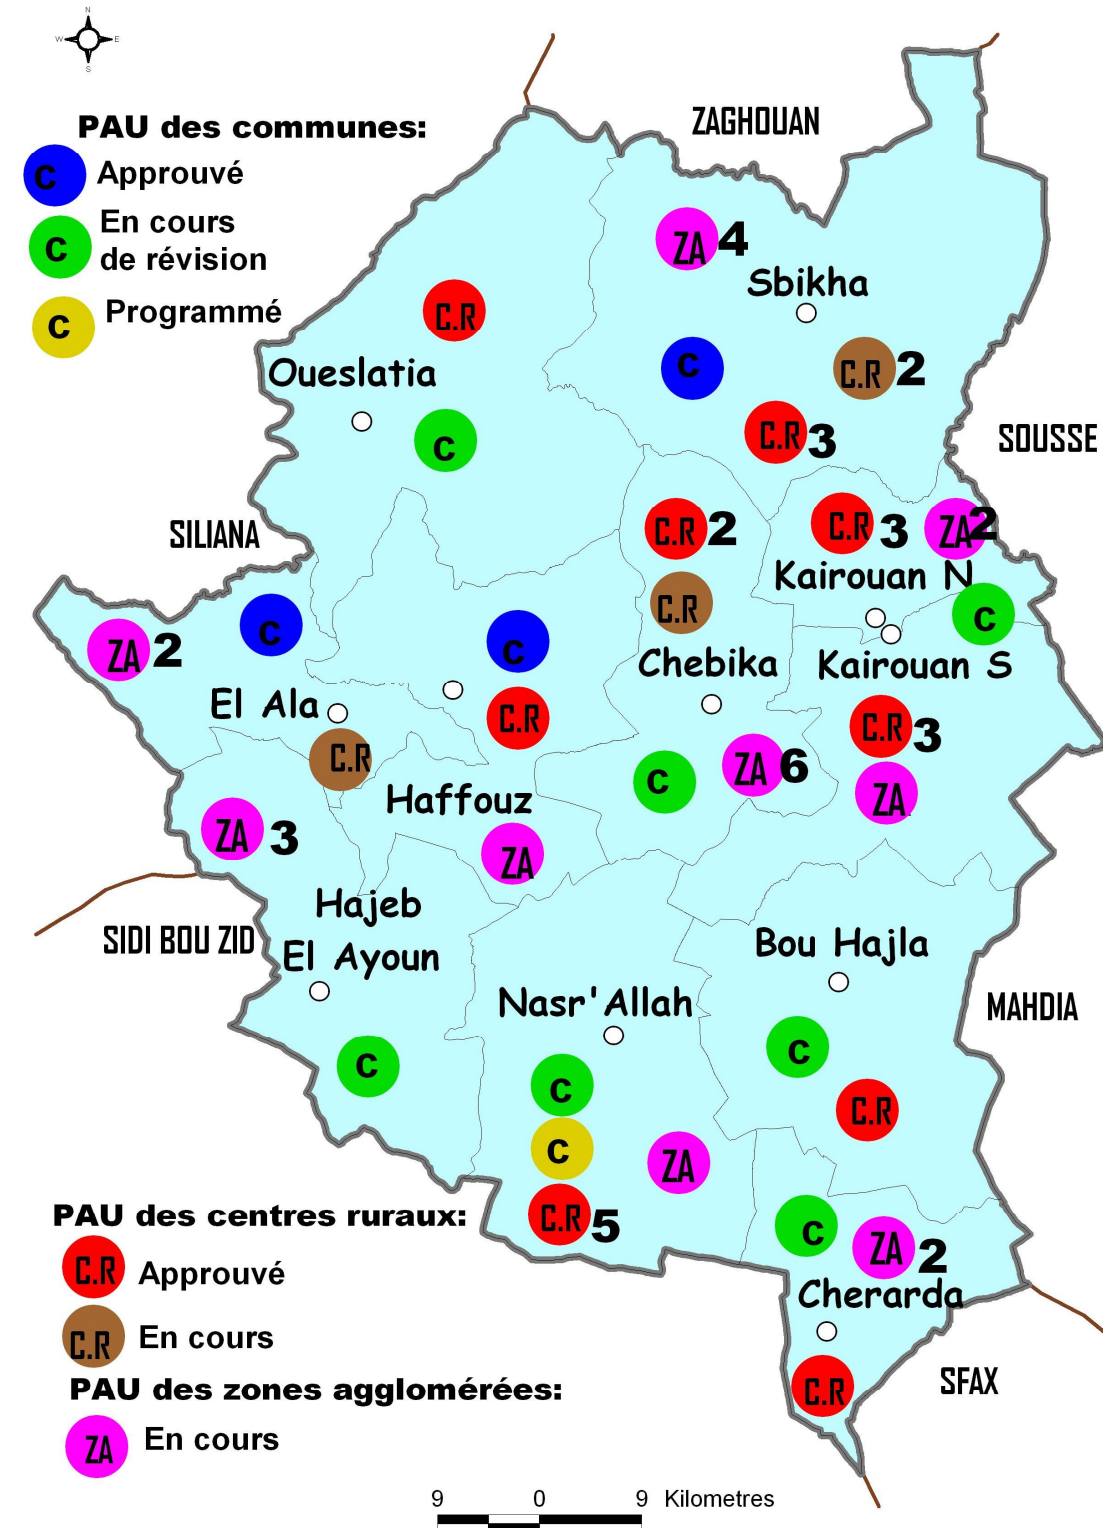 N
W E
S
ZAGHOUAN
PAU des communes:
C Approuvé
En cours
C de révision
C Programmé
ZA 4
Sbikha
C.R
C C.R 2
Oueslatia
C.R 3
C
SOUSSE
SILIANA
C.R 2
C.R 3
ZA 2
Kairouan N
C.R
C
C
C
ZA 2
Chebika
Kairouan S
El Ala
C.R
C.R 3
C.R
C
ZA 6
ZA
Haffouz
ZA 3
ZA
Hajeb
El Ayoun
SIDI BOU ZID
Bou Hajla
Nasr'Allah
MAHDIA
C
C
C
C.R
C
ZA
C.R 5
C
ZA 2
Cherarda
C.R
SFAX
PAU des centres ruraux:
C.R Approuvé
C.R En cours
PAU des zones agglomérées:
ZA En cours
9 0 9 Kilometres